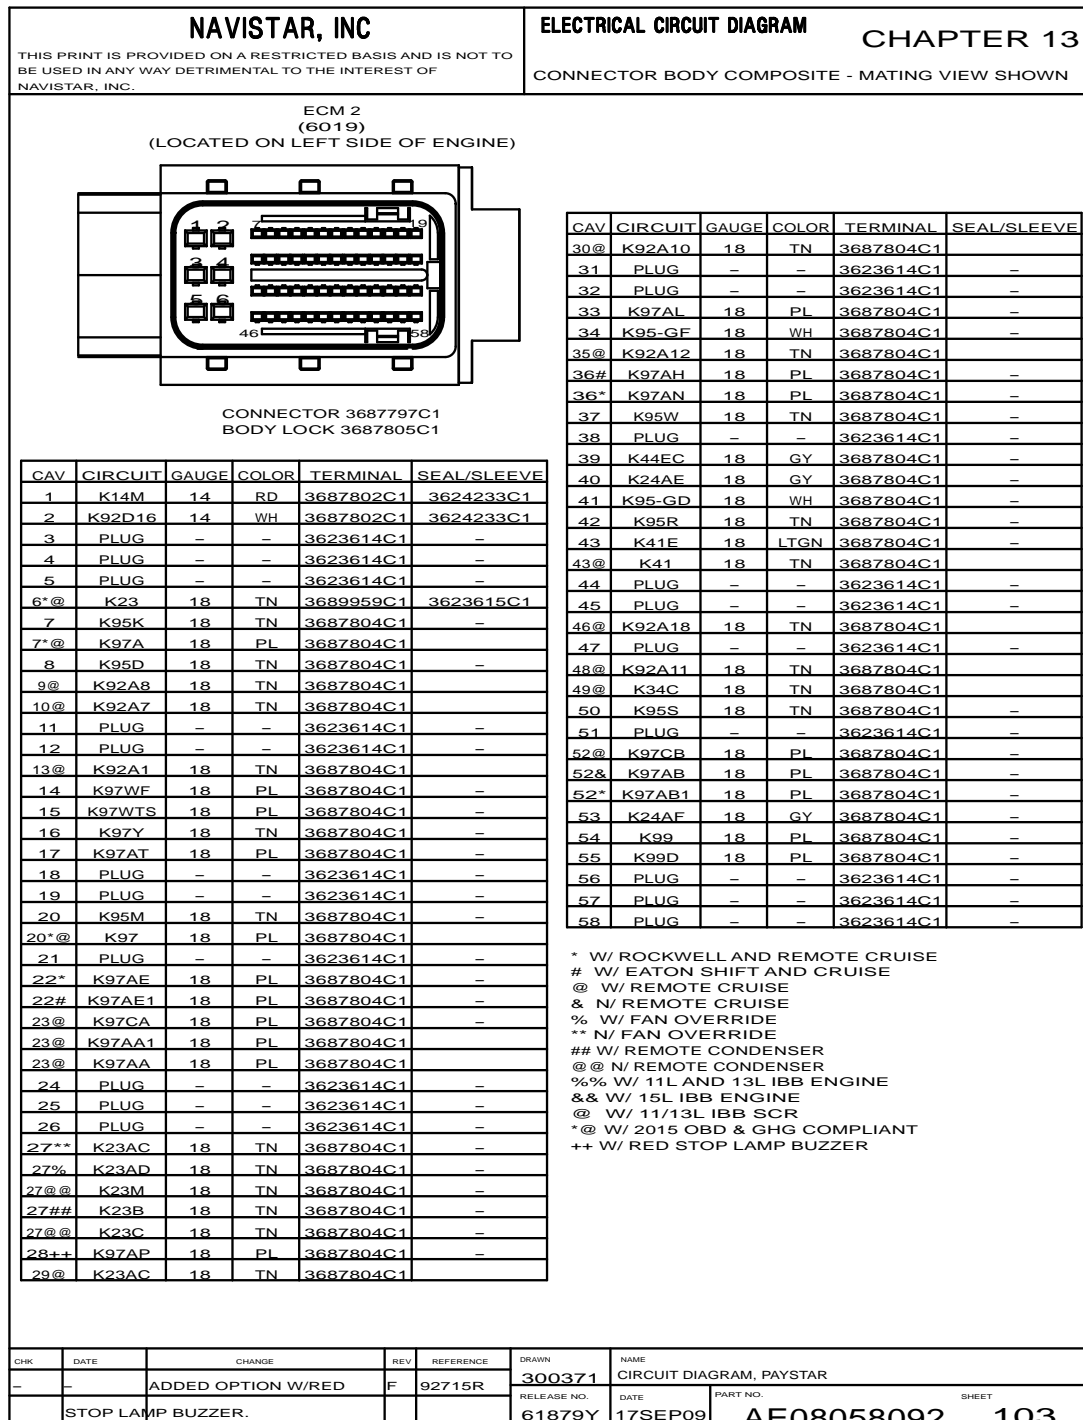 NAVISTAR, INC
THIS PRINT IS PROVIDED ON A RESTRICTED BASIS AND IS NOT TO
BE USED IN ANY WAY DETRIMENTAL TO THE INTEREST OF
NAVISTAR, INC.
ELECTRICAL CIRCUIT DIAGRAM
CHAPTER 13
CONNECTOR BODY COMPOSITE - MATING VIEW SHOWN
ECM 2
(6019)
(LOCATED ON LEFT SIDE OF ENGINE)
1 2 7 19
3 4
5 6
46 58
CONNECTOR 3687797C1
BODY LOCK 3687805C1
CAV CIRCUIT GAUGE COLOR TERMINAL SEAL/SLEEVE
1 K14M 14 RD 3687802C1 3624233C1
2 K92D16 14 WH 3687802C1 3624233C1
3 PLUG – – 3623614C1 –
4 PLUG – – 3623614C1 –
5 PLUG – – 3623614C1 –
6*@ K23 18 TN 3689959C1 3623615C1
7 K95K 18 TN 3687804C1 –
7*@ K97A 18 PL 3687804C1
8 K95D 18 TN 3687804C1 –
9@ K92A8 18 TN 3687804C1
10@ K92A7 18 TN 3687804C1
11 PLUG – – 3623614C1 –
12 PLUG – – 3623614C1 –
13@ K92A1 18 TN 3687804C1
14 K97WF 18 PL 3687804C1 –
15 K97WTS 18 PL 3687804C1 –
16 K97Y 18 TN 3687804C1 –
17 K97AT 18 PL 3687804C1 –
18 PLUG – – 3623614C1 –
19 PLUG – – 3623614C1 –
20 K95M 18 TN 3687804C1 –
20*@ K97 18 PL 3687804C1
21 PLUG – – 3623614C1 –
22* K97AE 18 PL 3687804C1 –
22# K97AE1 18 PL 3687804C1 –
23@ K97CA 18 PL 3687804C1 –
23@ K97AA1 18 PL 3687804C1
23@ K97AA 18 PL 3687804C1
24 PLUG – – 3623614C1 –
25 PLUG – – 3623614C1 –
26 PLUG – – 3623614C1 –
27** K23AC 18 TN 3687804C1 –
27% K23AD 18 TN 3687804C1 –
27@@ K23M 18 TN 3687804C1 –
27## K23B 18 TN 3687804C1 –
27@@ K23C 18 TN 3687804C1 –
28++ K97AP 18 PL 3687804C1 –
29@ K23AC 18 TN 3687804C1
CAV CIRCUIT GAUGE COLOR TERMINAL SEAL/SLEEVE
30@ K92A10 18 TN 3687804C1
31 PLUG – – 3623614C1 –
32 PLUG – – 3623614C1 –
33 K97AL 18 PL 3687804C1 –
34 K95-GF 18 WH 3687804C1 –
35@ K92A12 18 TN 3687804C1
36# K97AH 18 PL 3687804C1 –
36* K97AN 18 PL 3687804C1 –
37 K95W 18 TN 3687804C1 –
38 PLUG – – 3623614C1 –
39 K44EC 18 GY 3687804C1 –
40 K24AE 18 GY 3687804C1 –
41 K95-GD 18 WH 3687804C1 –
42 K95R 18 TN 3687804C1 –
43 K41E 18 LTGN 3687804C1 –
43@ K41 18 TN 3687804C1
44 PLUG – – 3623614C1 –
45 PLUG – – 3623614C1 –
46@ K92A18 18 TN 3687804C1
47 PLUG – – 3623614C1 –
48@ K92A11 18 TN 3687804C1
49@ K34C 18 TN 3687804C1
50 K95S 18 TN 3687804C1 –
51 PLUG – – 3623614C1 –
52@ K97CB 18 PL 3687804C1 –
52& K97AB 18 PL 3687804C1 –
52* K97AB1 18 PL 3687804C1 –
53 K24AF 18 GY 3687804C1 –
54 K99 18 PL 3687804C1 –
55 K99D 18 PL 3687804C1 –
56 PLUG – – 3623614C1 –
57 PLUG – – 3623614C1 –
58 PLUG – – 3623614C1 –
* W/ ROCKWELL AND REMOTE CRUISE
# W/ EATON SHIFT AND CRUISE
@ W/ REMOTE CRUISE
& N/ REMOTE CRUISE
% W/ FAN OVERRIDE
** N/ FAN OVERRIDE
## W/ REMOTE CONDENSER
@@ N/ REMOTE CONDENSER
%% W/ 11L AND 13L IBB ENGINE
&& W/ 15L IBB ENGINE
@ W/ 11/13L IBB SCR
*@ W/ 2015 OBD & GHG COMPLIANT
++ W/ RED STOP LAMP BUZZER
CHK DATE CHANGE REV REFERENCE
– – ADDED OPTION W/RED F 92715R
STOP LAMP BUZZER.
DRAWN 300371
NAME CIRCUIT DIAGRAM, PAYSTAR
RELEASE NO. 61879Y
DATE 17SEP09
PART NO. AE08058092
SHEET 103